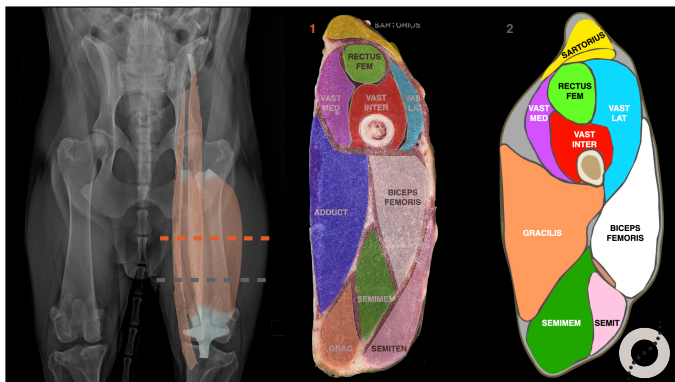 1
SARTORIUS
RECTUS
FEM
VAST
MED
VAST
INTER
VAS
LAT
ADDUCT
BICEPS
FEMORIS
SEMIMEM
GRAC
SEMITEN
2
SARTORIUS
RECTUS
FEM
VAST
MED
VAST
LAT
VAST
INTER
GRACILIS
BICEPS
FEMORIS
SEMIMEM
SEMIT